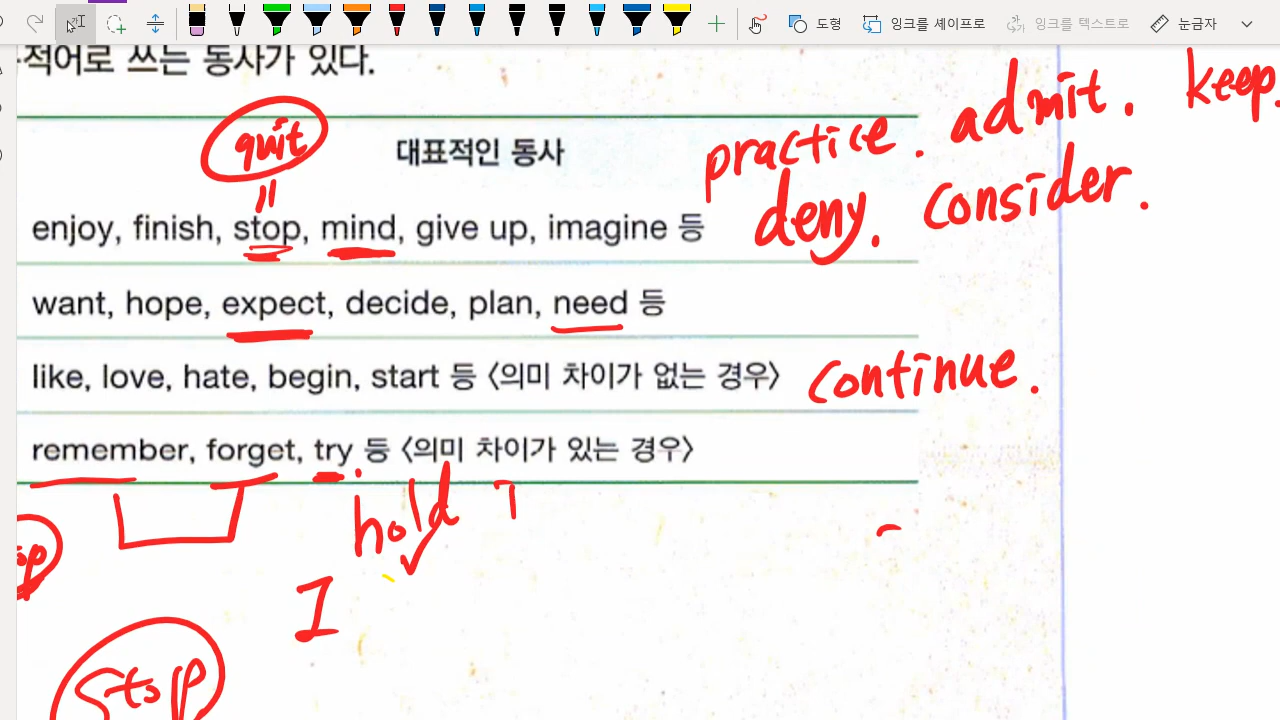 도형 잉크를 셰이프로 잉크를 텍스트로 눈금자
적어로 쓰는 동사가 있다.
quit
대표적인 동사
practice. admit. keep.
deny. consider.
enjoy, finish, stop, mind, give up, imagine 등
want, hope, expect, decide, plan, need 등
like, love, hate, begin, start 등 〈의미 차이가 없는 경우〉 continue.
remember, forget, try 등 〈의미 차이가 있는 경우〉
hold
I
stop